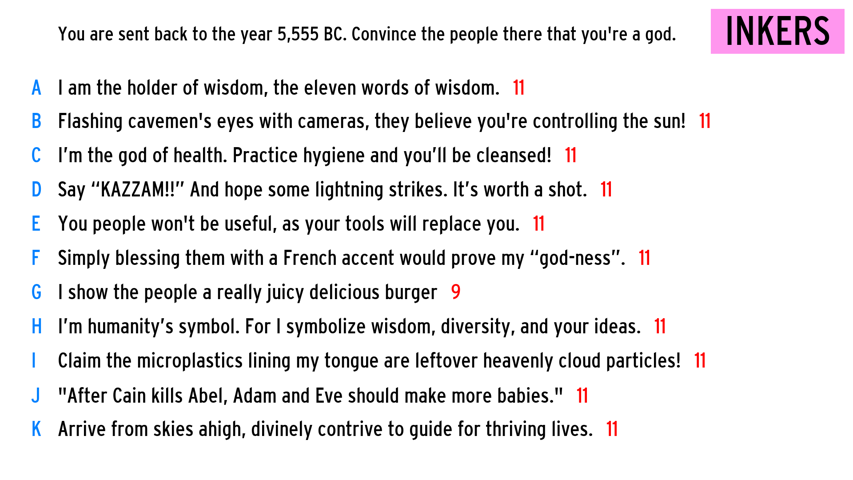 You are sent back to the year 5,555 BC. Convince the people there that you're a god.
INKERS
A I am the holder of wisdom, the eleven words of wisdom. 11
B Flashing cavemen's eyes with cameras, they believe you're controlling the sun! 11
C I’m the god of health. Practice hygiene and you’ll be cleansed! 11
D Say “KAZZAM!!” And hope some lightning strikes. It’s worth a shot. 11
E You people won't be useful, as your tools will replace you. 11
F Simply blessing them with a French accent would prove my “god-ness”. 11
G I show the people a really juicy delicious burger 9
H I’m humanity’s symbol. For I symbolize wisdom, diversity, and your ideas. 11
I Claim the microplastics lining my tongue are leftover heavenly cloud particles! 11
J "After Cain kills Abel, Adam and Eve should make more babies." 11
K Arrive from skies ahigh, divinely contrive to guide for thriving lives. 11